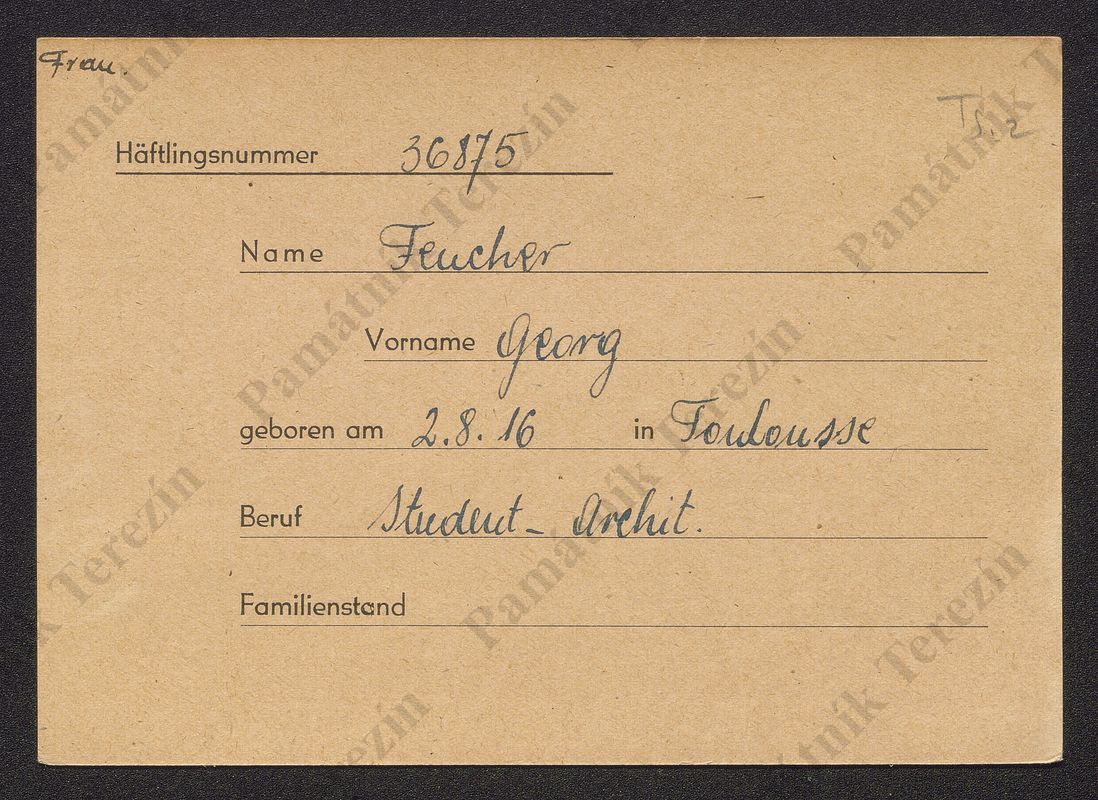 Frau.
Häftlingsnummer 36875
Name Feucher
Vorname Georg
geboren am 2.8.16 in Toulousse
Beruf Student - Archit.
Familienstand
Památník Terezín